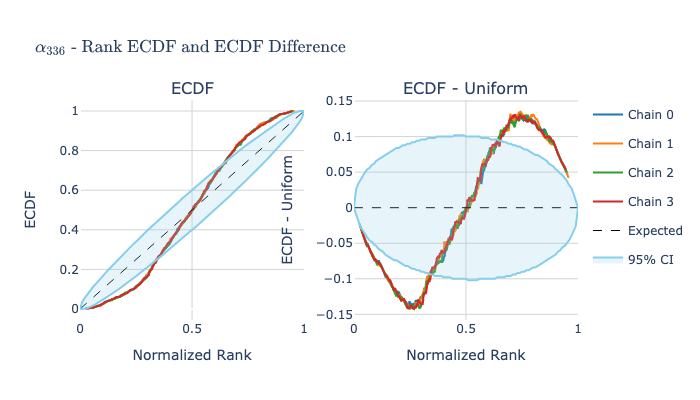 α336 - Rank ECDF and ECDF Difference
ECDF
ECDF
1
0.8
0.6
0.4
0.2
0
0
0.5
1
Normalized Rank
ECDF - Uniform
ECDF - Uniform
0.15
0.1
0.05
0
−0.05
−0.1
−0.15
0
0.5
1
Normalized Rank
Chain 0
Chain 1
Chain 2
Chain 3
Expected
95% CI